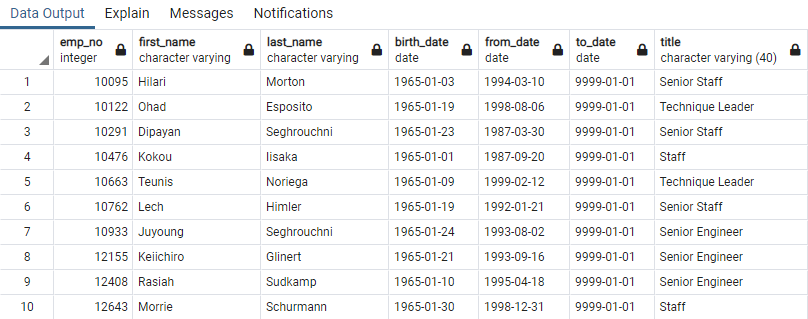 Data Output Explain Messages Notifications
emp_no first_name last_name birth_date from_date to_date title
integer character varying character varying date date date character varying (40)
1 10095 Hilari Morton 1965-01-03 1994-03-10 9999-01-01 Senior Staff
2 10122 Ohad Esposito 1965-01-19 1998-08-06 9999-01-01 Technique Leader
3 10291 Dipayan Seghrouchni 1965-01-23 1987-03-30 9999-01-01 Senior Staff
4 10476 Kokou Iisaka 1965-01-01 1987-09-20 9999-01-01 Staff
5 10663 Teunis Noriega 1965-01-09 1999-02-12 9999-01-01 Technique Leader
6 10762 Lech Himler 1965-01-19 1992-01-21 9999-01-01 Senior Staff
7 10933 Juyoung Seghrouchni 1965-01-24 1993-08-02 9999-01-01 Senior Engineer
8 12155 Keiichiro Glinert 1965-01-21 1993-09-16 9999-01-01 Senior Engineer
9 12408 Rasiah Sudkamp 1965-01-10 1995-04-18 9999-01-01 Senior Engineer
10 12643 Morrie Schurmann 1965-01-30 1998-12-31 9999-01-01 Staff